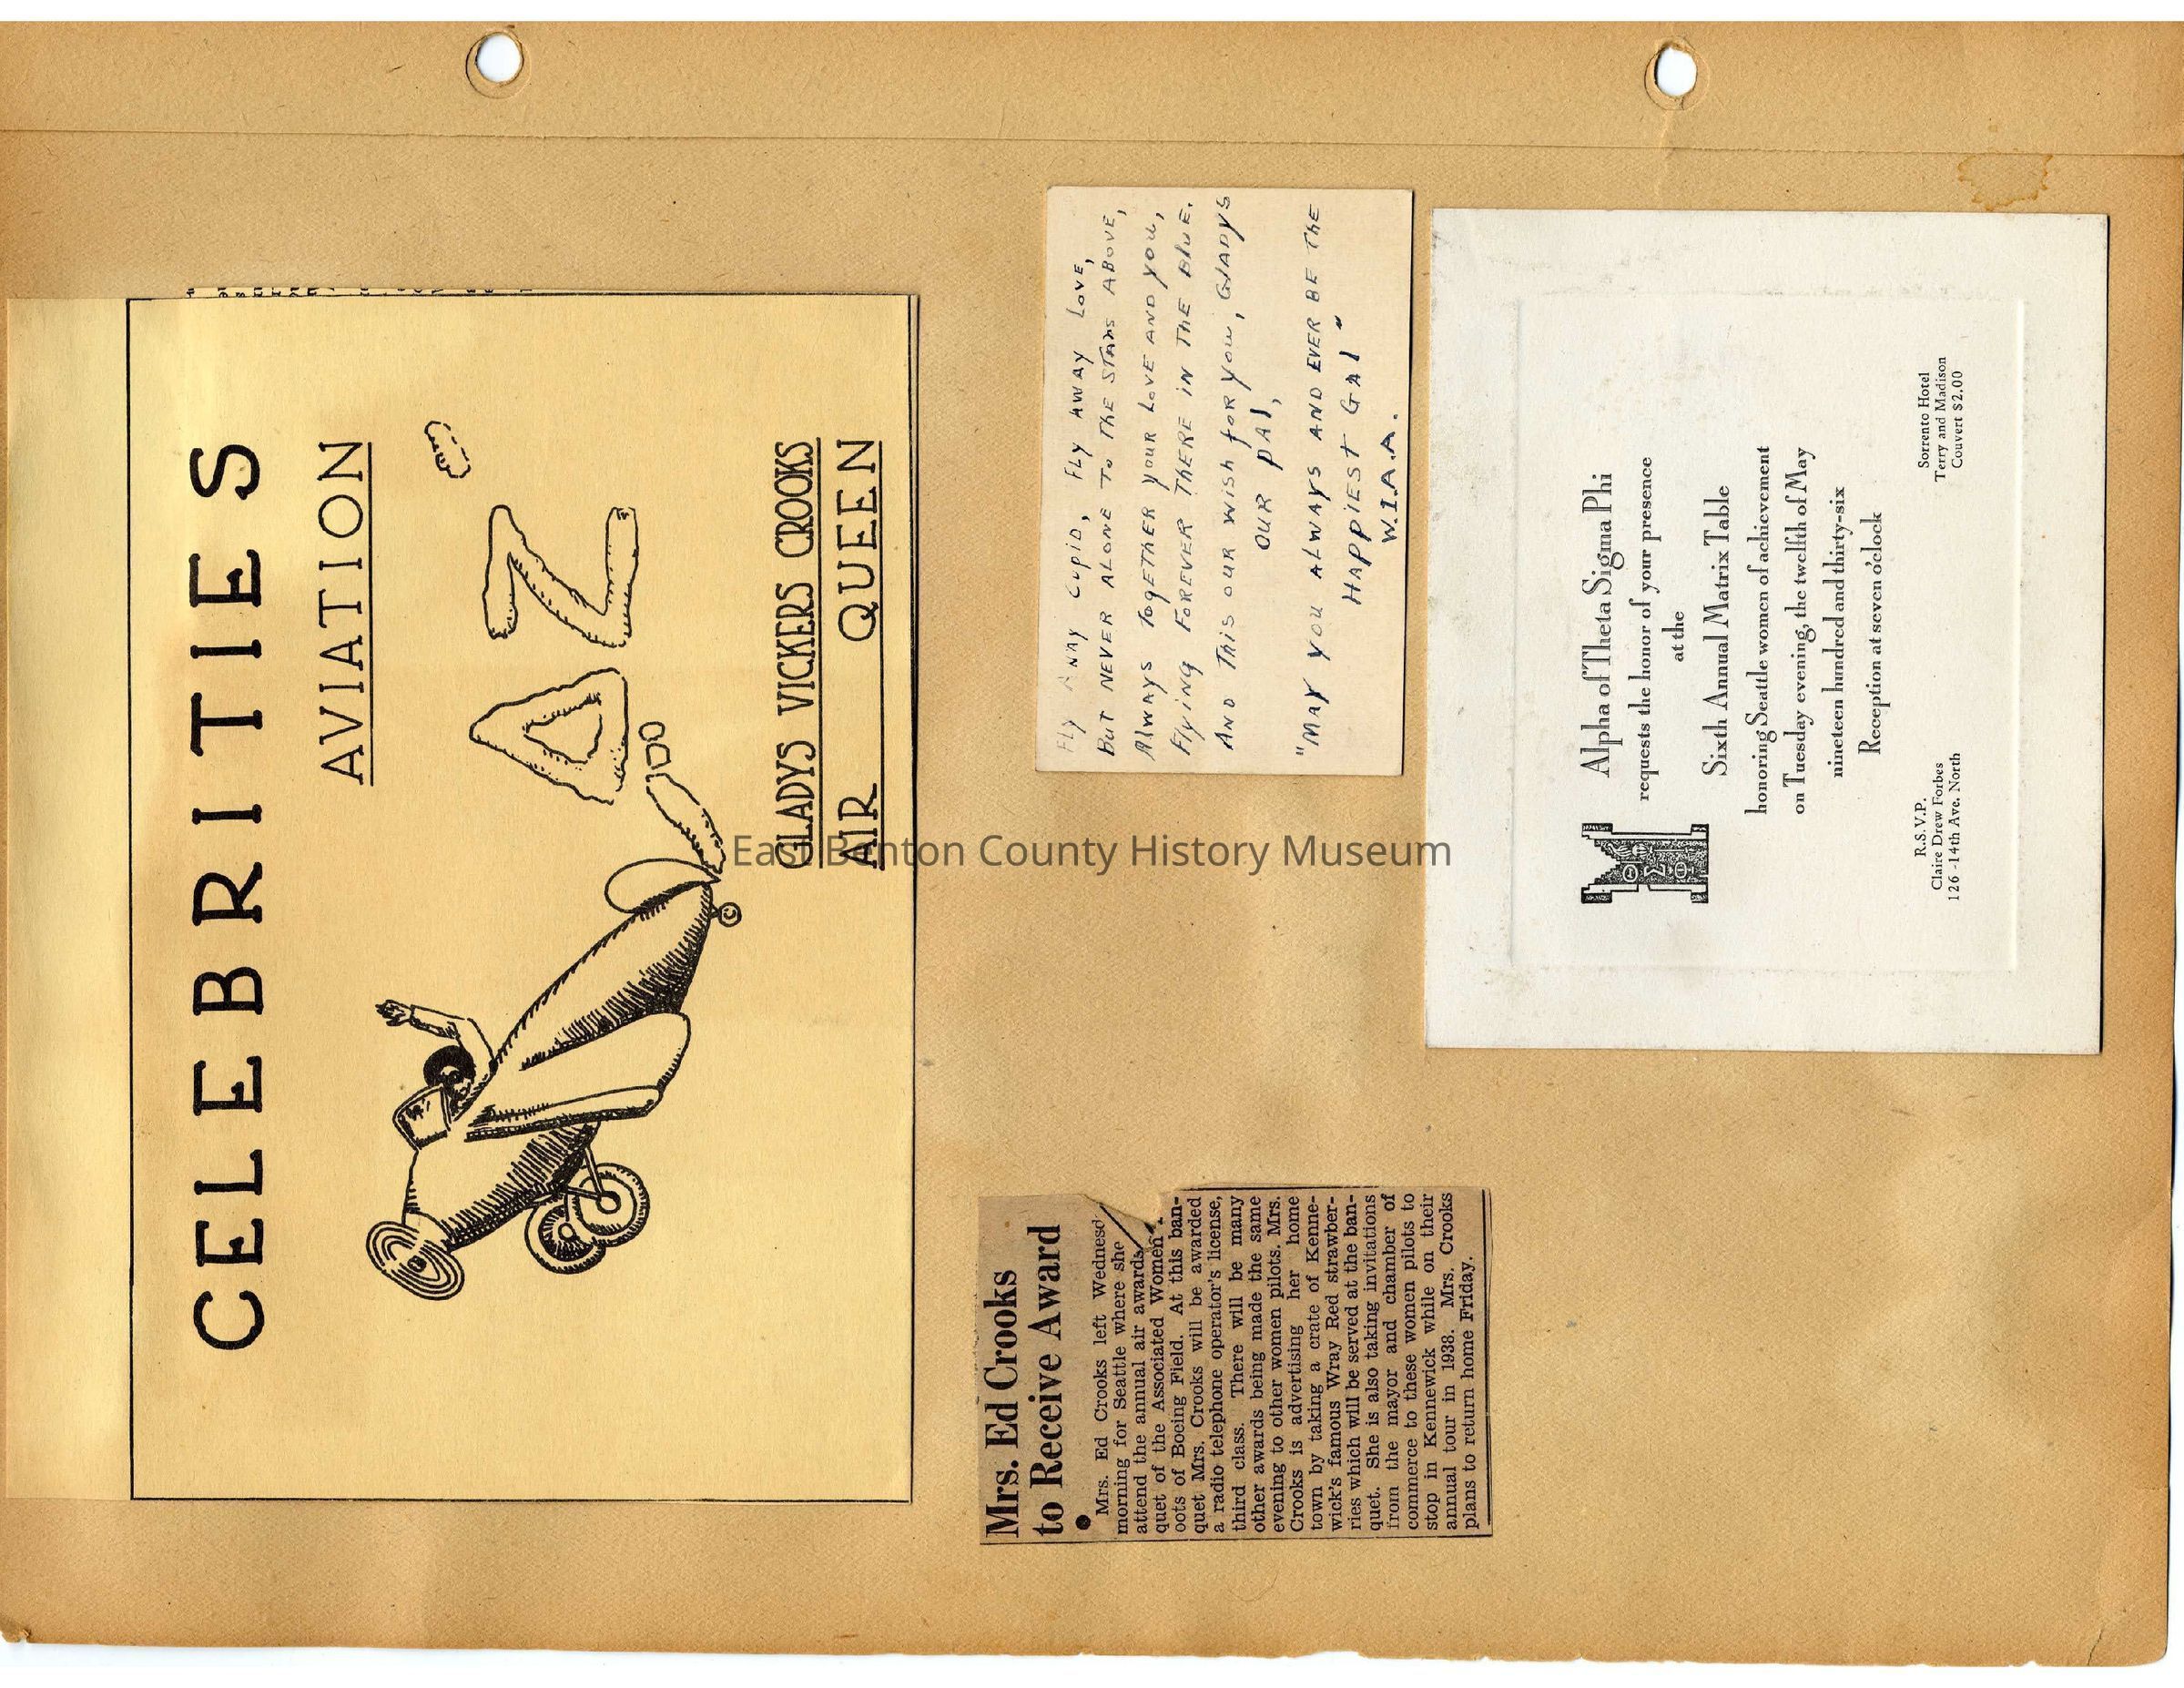 CELEBRITIES
AVIATION
AZ
GLADYS VICKERS CROOKS
AIR QUEEN
Mrs. Ed Crooks
to Receive Award
Mrs. Ed Crooks left
morning for Seattle where she
attend the annual air awards
quet of the Associated Women
oots of Boeing Field. At this ban-
quet Mrs. Crooks will be awarded
a radio telephone operator's license,
third class. There will be many
other awards being made the same
evening to other women pilots. Mrs.
Crooks is advertising her home
town by taking a crate of Kenne-
wick's famous Wray Red strawber-
ries which will be served at the ban-
quet. She is also taking invitations
from the mayor and chamber of
commerce to these women pilots to
stop in Kennewick while on their
annual tour in 1938. Mrs. Crooks
plans to return home Friday.
FLY AWAY CUPID, FLY AWAY LOVE,
BUT NEVER ALONE TO THE STARS ABOVE,
ALWAYS TOGETHER YOUR LOVE AND YOU,
FLYING FOREVER THERE IN THE BLUE.
AND THIS OUR WISH FOR YOU, GLADYS
OUR PAL,
"MAY YOU ALWAYS AND EVER BE THE
HAPPIEST GAL"
W.I.A.A.
Alpha of Theta Sigma Phi
requests the honor of your presence
at the
Sixth Annual Matrix Table
honoring Seattle women of achievement
on Tuesday evening, the twelfth of May
nineteen hundred and thirty-six
Reception at seven o'clock
R.S.V.P.
Claire Drew Forbes
126 - 14th Ave. North
Sorrento Hotel
Terry and Madison
Couvert $2.00
ΘΣΦ
East Benton County History Museum